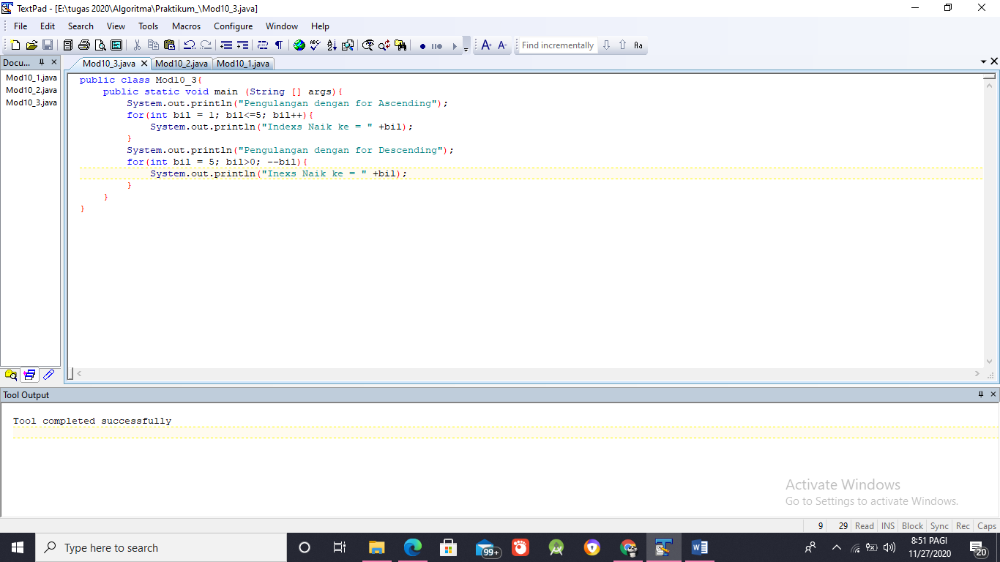 TextPad - [E:\tugas 2020\Algoritma\Praktikum_\Mod10_3.java]
File Edit Search View Tools Macros Configure Window Help
Find incrementally
Docu...
Mod10_3.java Mod10_2.java Mod10_1.java
Mod10_1.java
Mod10_2.java
Mod10_3.java
public class Mod10_3{
    public static void main (String [] args){
        System.out.println("Pengulangan dengan for Ascending");
        for(int bil = 1; bil<=5; bil++){
            System.out.println("Indexs Naik ke = " +bil);
        }
        System.out.println("Pengulangan dengan for Descending");
        for(int bil = 5; bil>0; --bil){
            System.out.println("Inexs Naik ke = " +bil);
        }
    }
}
Tool Output
Tool completed successfully
Activate Windows
Go to Settings to activate Windows.
9 29 Read INS Block Sync Rec Caps
Type here to search
99+
8:51 PAGI
11/27/2020
20